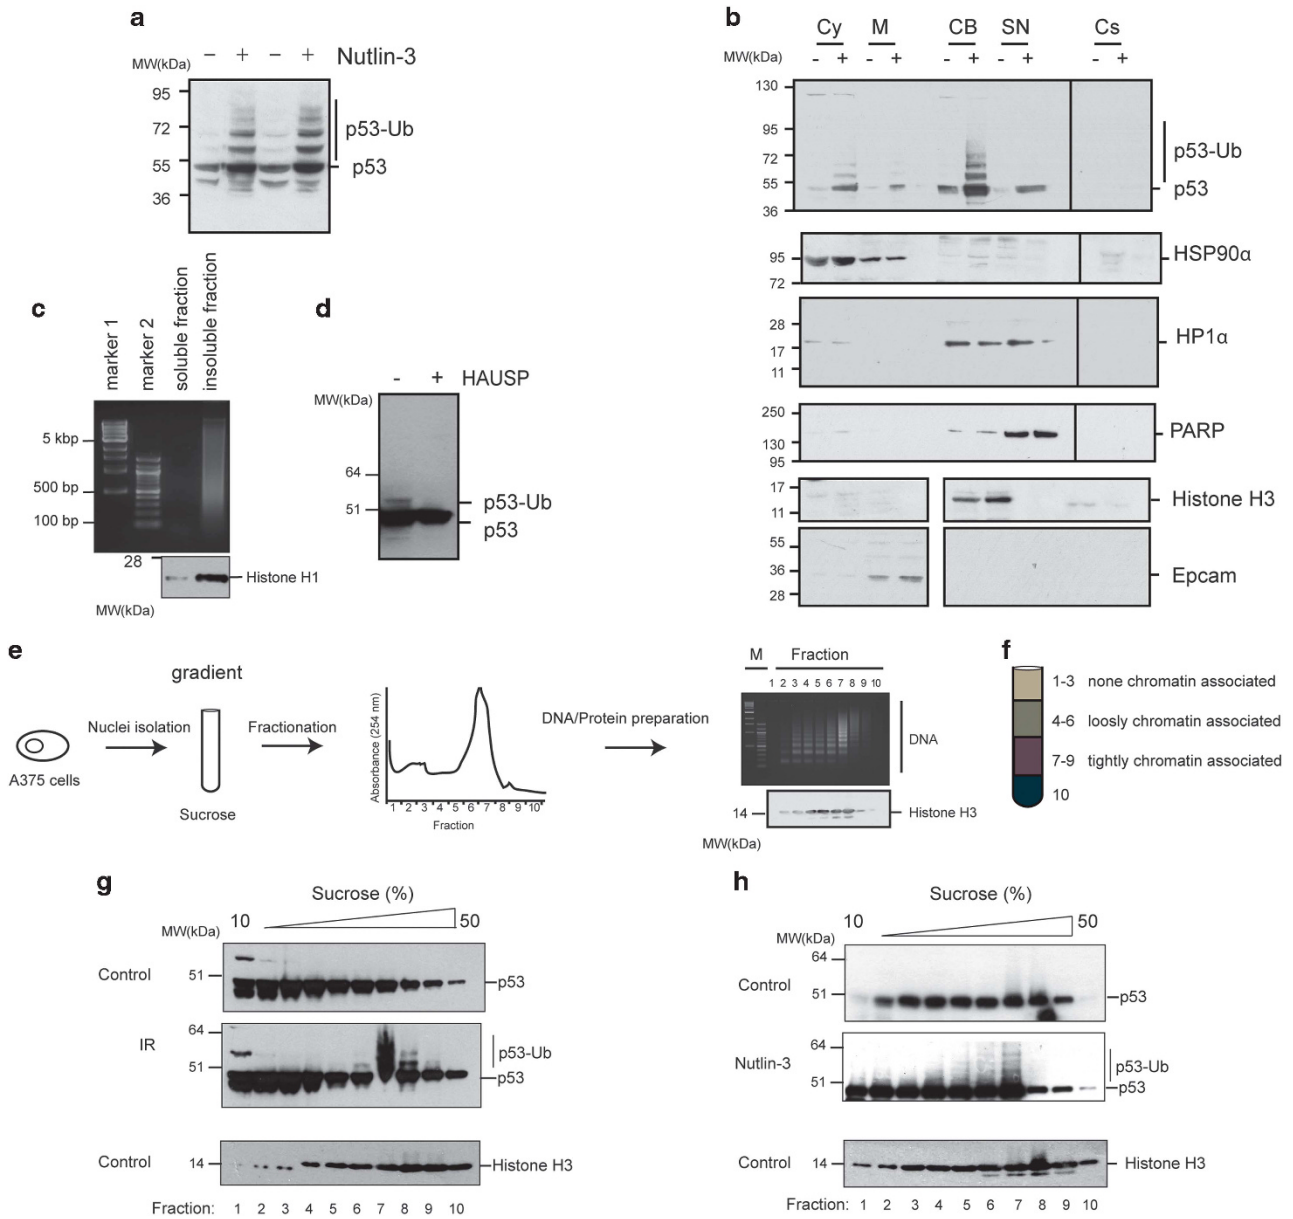 a
MW(kDa) – + – + Nutlin-3
95
72
55
36
p53-Ub
p53
b
Cy M CB SN Cs
MW(kDa) - + - + - + - + - +
130
95
72
55
36
p53-Ub
p53
95
72
HSP90α
28
17
11
HP1α
250
130
95
PARP
17
11
Histone H3
55
36
28
Epcam
c
marker 1
marker 2
soluble fraction
insoluble fraction
5 kbp
500 bp
100 bp
28
Histone H1
MW(kDa)
d
- + HAUSP
MW(kDa)
64
51
p53-Ub
p53
e
A375 cells
Nuclei isolation
gradient
Sucrose
Fractionation
Absorbance (254 nm)
1 2 3 4 5 6 7 8 9 10
Fraction
DNA/Protein preparation
M Fraction
1 2 3 4 5 6 7 8 9 10
DNA
14
Histone H3
MW(kDa)
f
1-3 none chromatin associated
4-6 loosly chromatin associated
7-9 tightly chromatin associated
10
g
Sucrose (%)
10 50
MW(kDa)
Control 51 p53
IR
64
51
p53-Ub
p53
Control 14 Histone H3
Fraction: 1 2 3 4 5 6 7 8 9 10
h
Sucrose (%)
10 50
MW(kDa)
64
Control 51 p53
64
Nutlin-3
51
p53-Ub
p53
Control 14 Histone H3
Fraction: 1 2 3 4 5 6 7 8 9 10